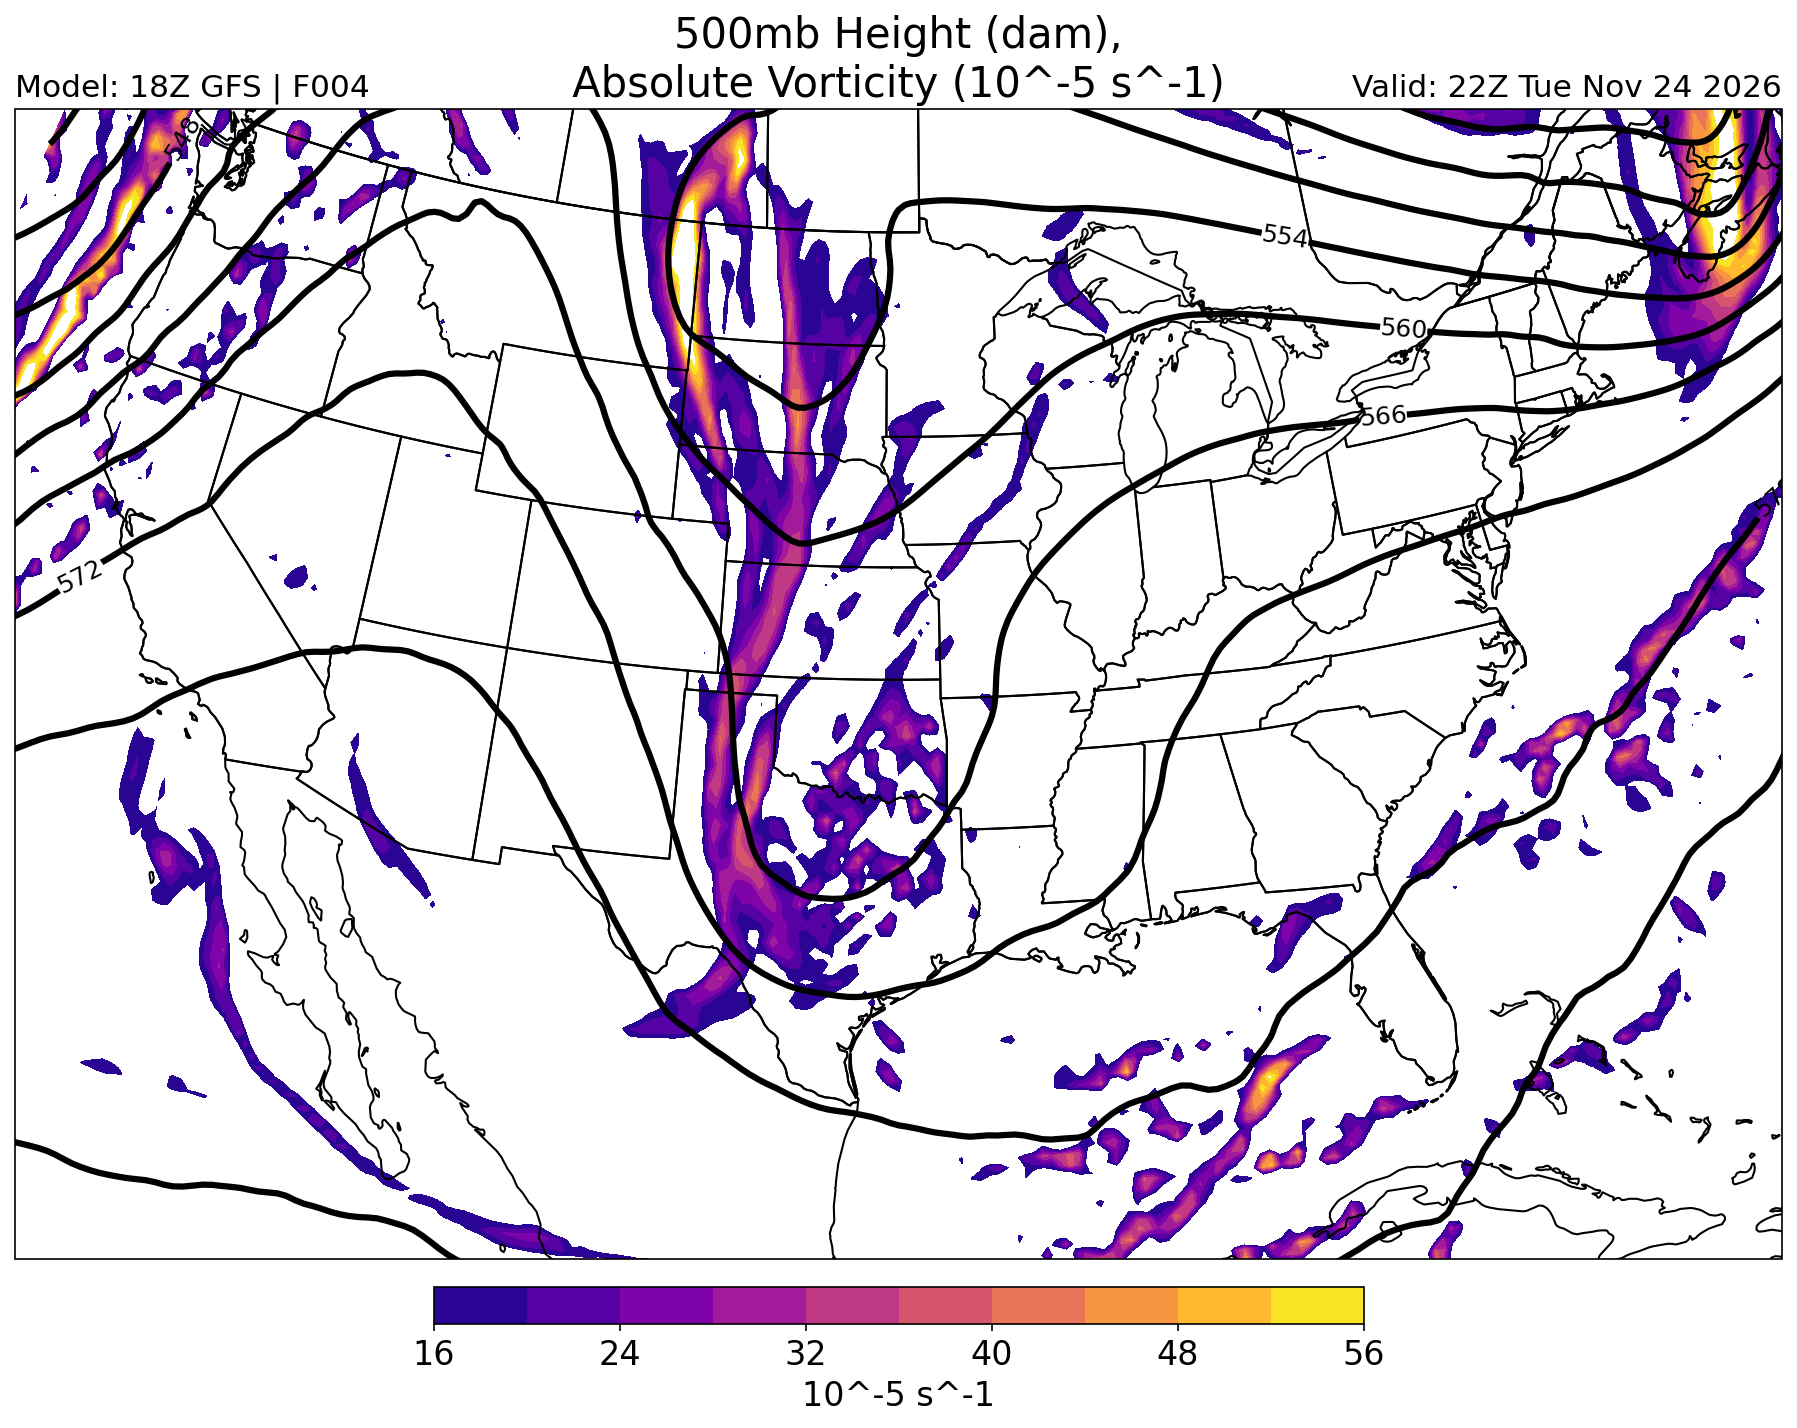 500mb Height (dam),
Model: 18Z GFS | F004
Absolute Vorticity (10^-5 s^-1)
Valid: 22Z Tue Nov 24 2026
548
554
560
566
572
16 24 32 40 48 56
10^-5 s^-1